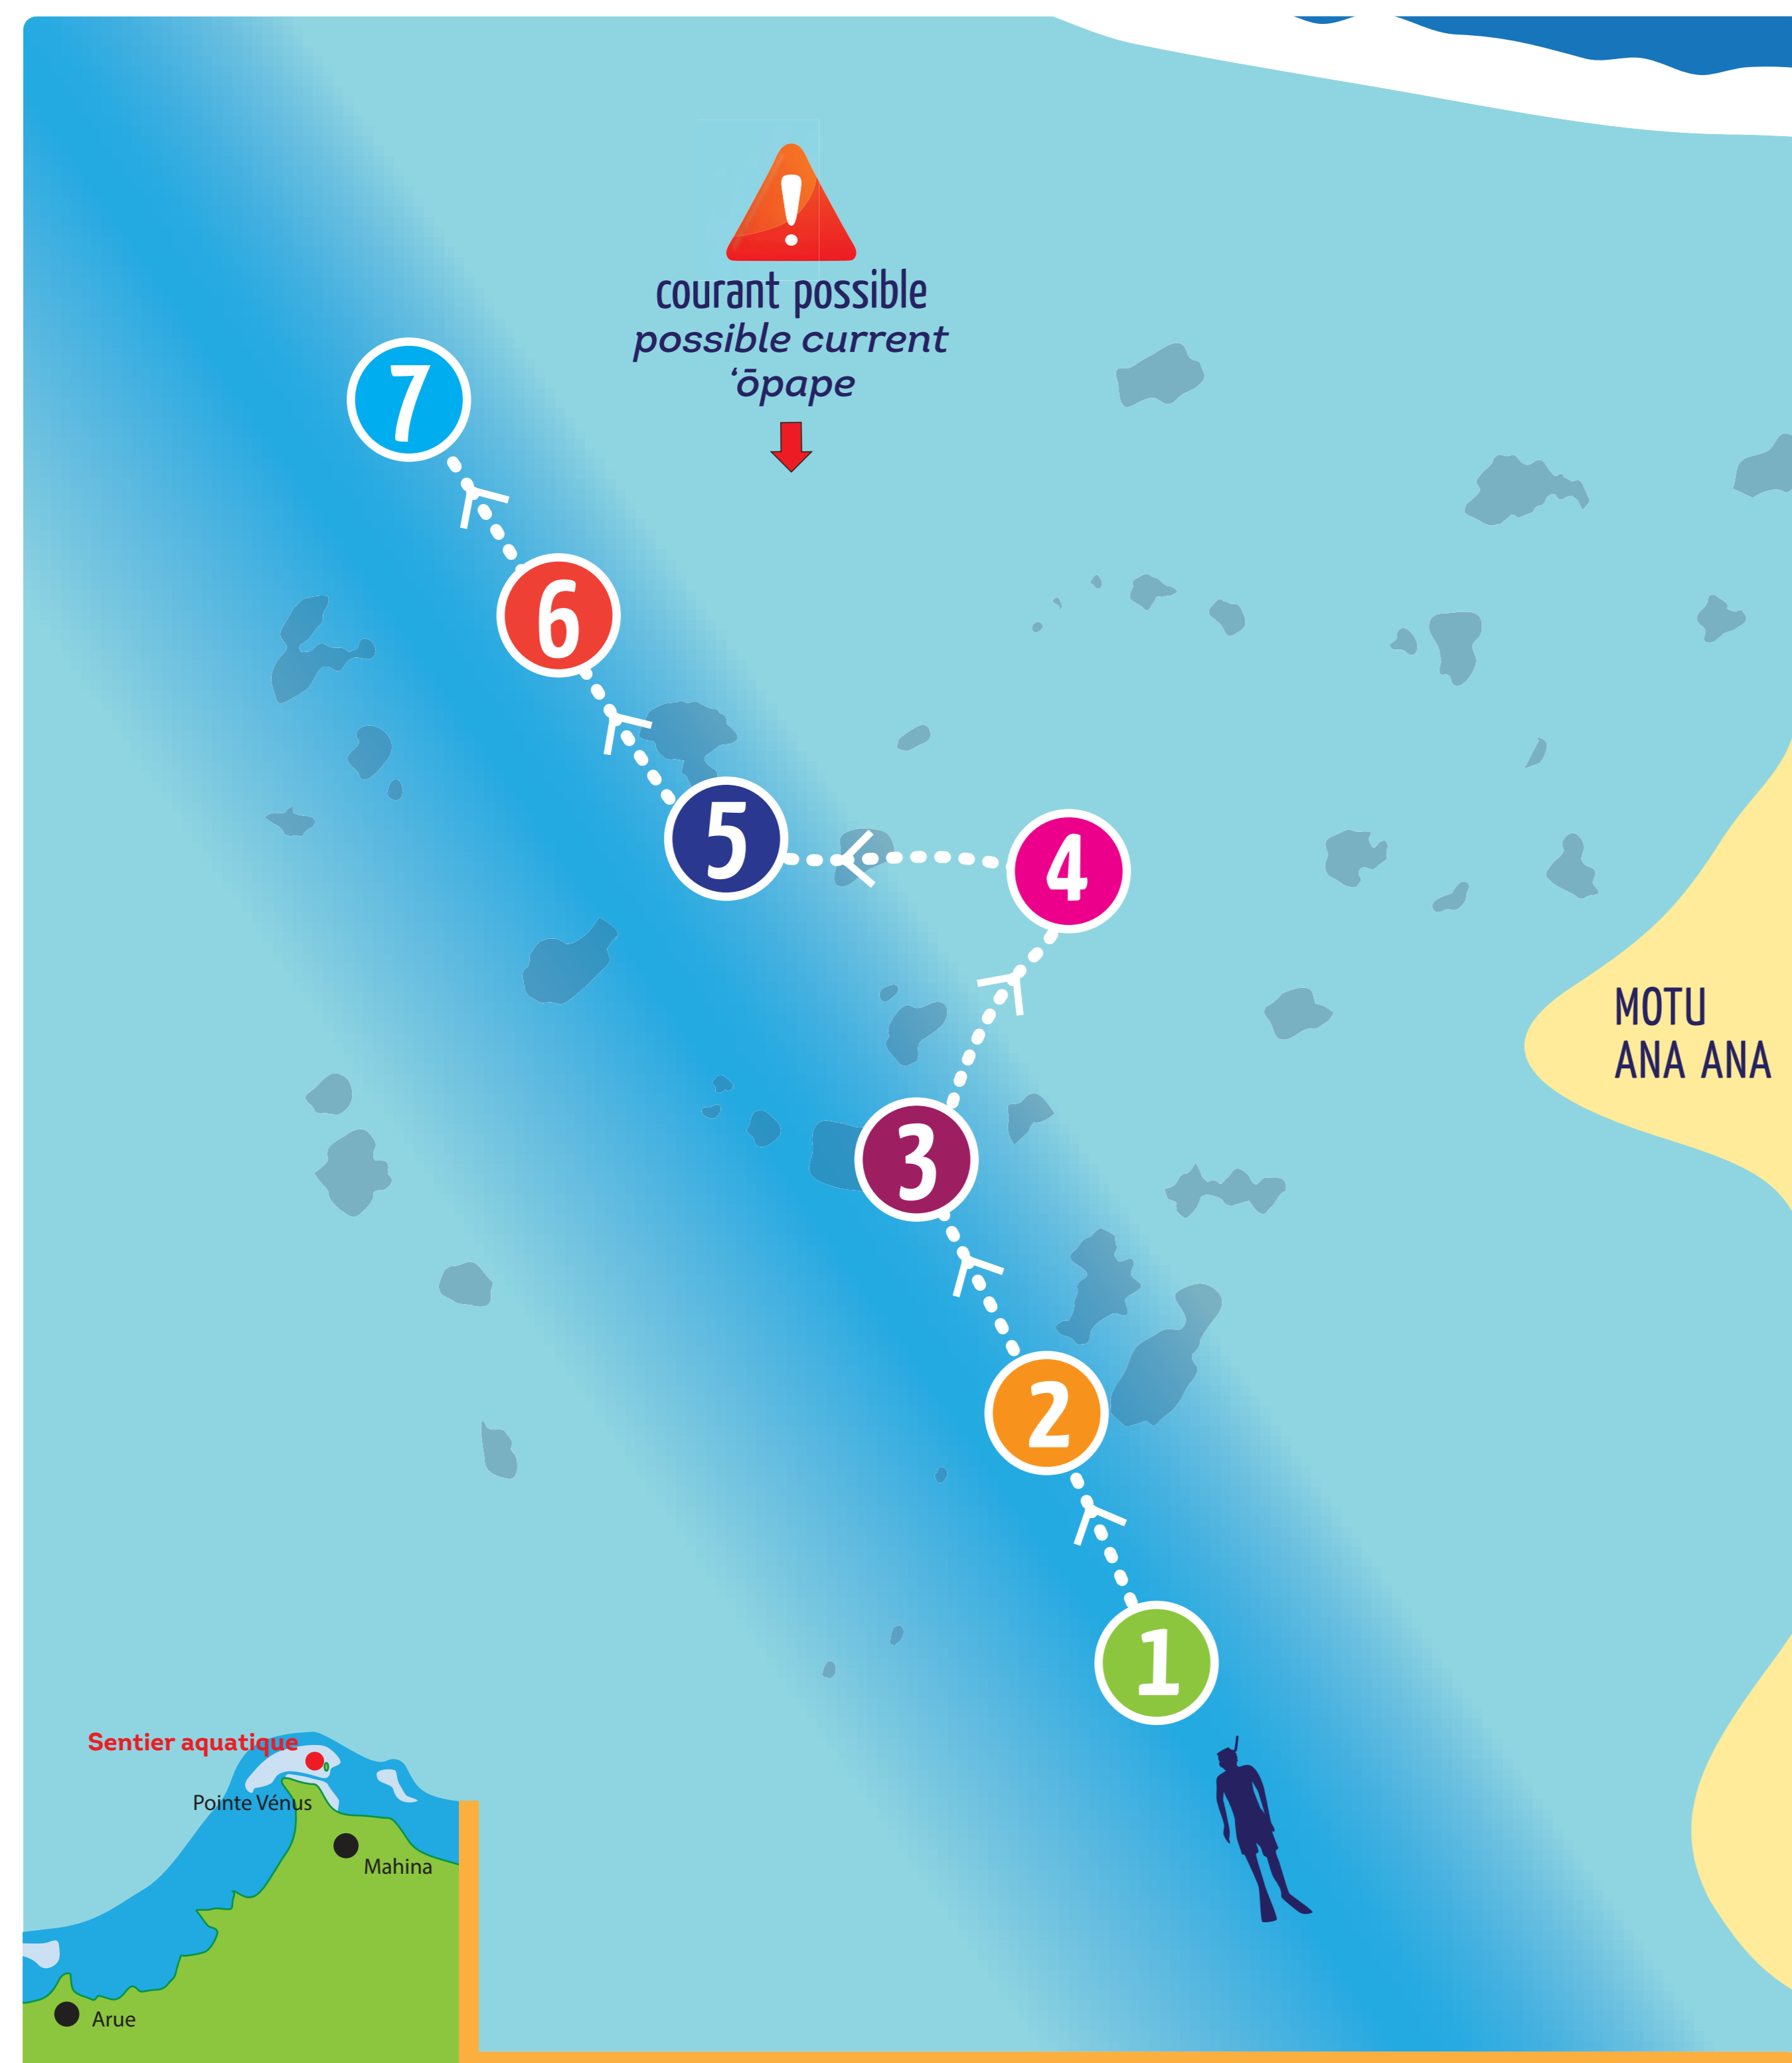 courant possible
possible current
‘ōpape
7
6
5
4
MOTU
ANA ANA
3
2
1
Sentier aquatique
Pointe Vénus
Mahina
Arue